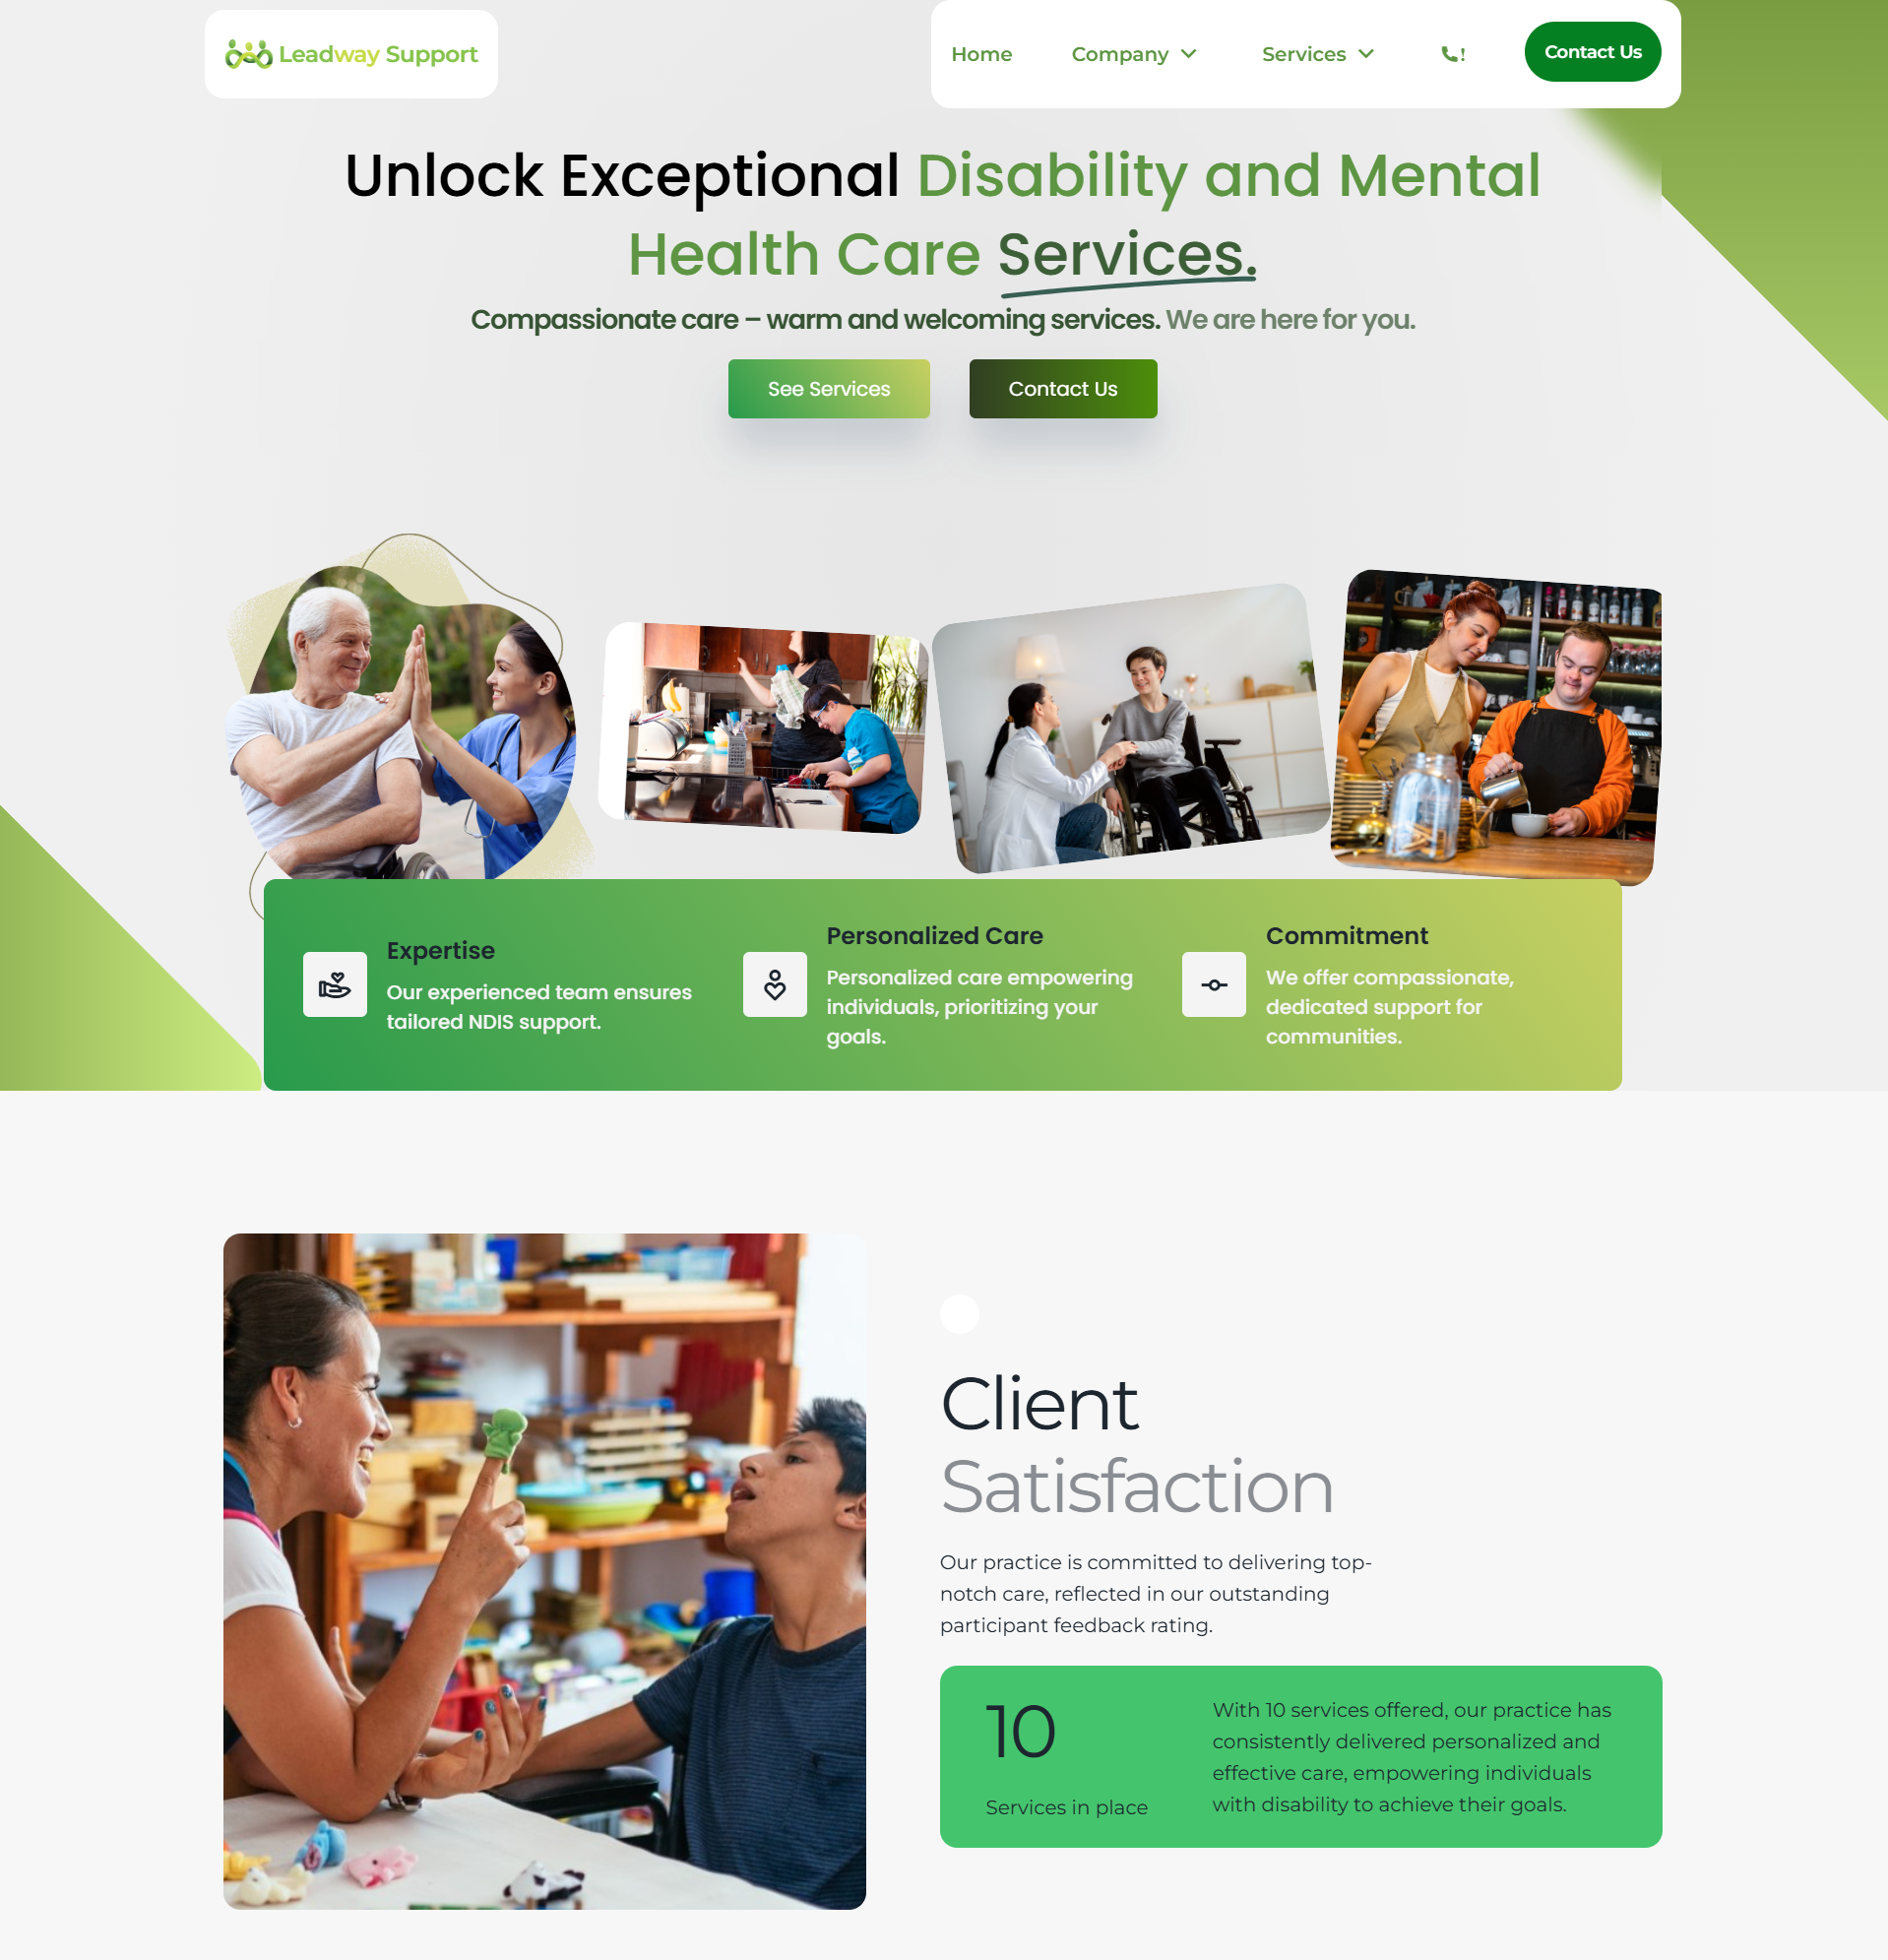 Leadway Support
Home
Company
Services
!
Contact Us
Unlock Exceptional Disability and Mental
Health Care Services.
Compassionate care – warm and welcoming services. We are here for you.
See Services
Contact Us
Expertise
Our experienced team ensures
tailored NDIS support.
Personalized Care
Personalized care empowering
individuals, prioritizing your
goals.
Commitment
We offer compassionate,
dedicated support for
communities.
Client
Satisfaction
Our practice is committed to delivering top-
notch care, reflected in our outstanding
participant feedback rating.
10
Services in place
With 10 services offered, our practice has
consistently delivered personalized and
effective care, empowering individuals
with disability to achieve their goals.